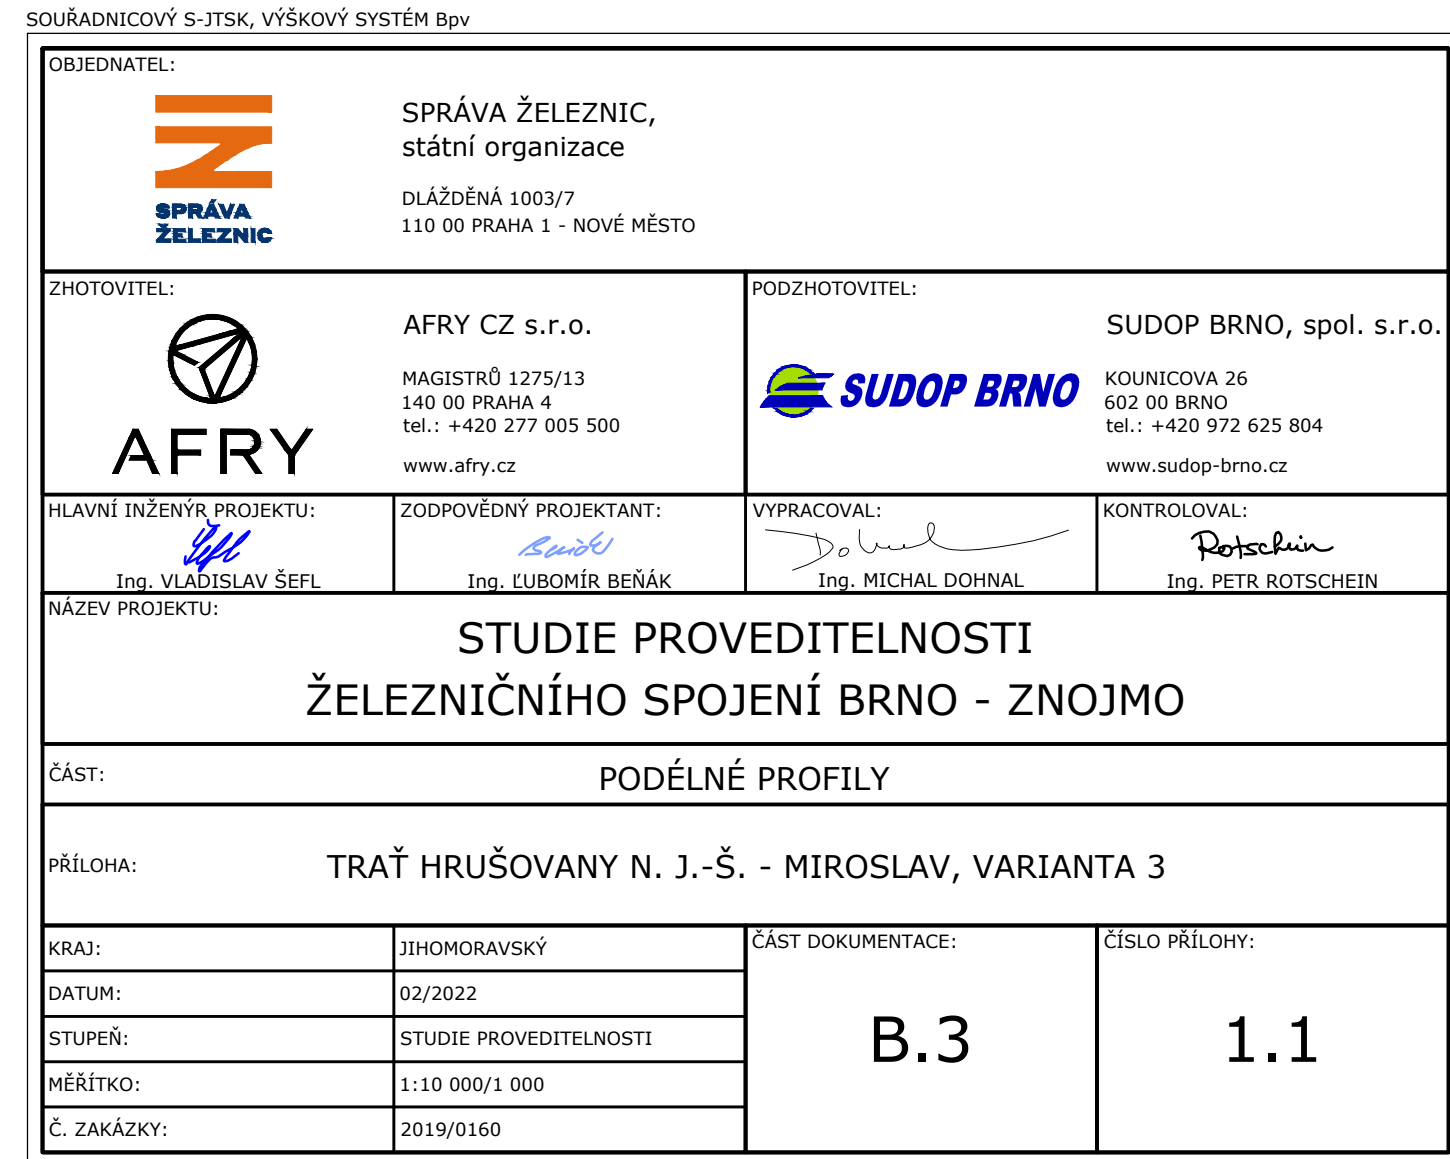 SOUŘADNICOVÝ S-JTSK, VÝŠKOVÝ SYSTÉM Bpv
OBJEDNATEL:
SPRÁVA
ŽELEZNIC
SPRÁVA ŽELEZNIC,
státní organizace
DLÁŽDĚNÁ 1003/7
110 00 PRAHA 1 - NOVÉ MĚSTO
ZHOTOVITEL:
AFRY
AFRY CZ s.r.o.
MAGISTRŮ 1275/13
140 00 PRAHA 4
tel.: +420 277 005 500
www.afry.cz
PODZHOTOVITEL:
SUDOP BRNO
SUDOP BRNO, spol. s.r.o.
KOUNICOVA 26
602 00 BRNO
tel.: +420 972 625 804
www.sudop-brno.cz
HLAVNÍ INŽENÝR PROJEKTU:
Šefl
Ing. VLADISLAV ŠEFL
ZODPOVĚDNÝ PROJEKTANT:
Beňák
Ing. ĽUBOMÍR BEŇÁK
VYPRACOVAL:
Dohnal
Ing. MICHAL DOHNAL
KONTROLOVAL:
Rotschein
Ing. PETR ROTSCHEIN
NÁZEV PROJEKTU:
STUDIE PROVEDITELNOSTI
ŽELEZNIČNÍHO SPOJENÍ BRNO - ZNOJMO
ČÁST:
PODÉLNÉ PROFILY
PŘÍLOHA:
TRAŤ HRUŠOVANY N. J.-Š. - MIROSLAV, VARIANTA 3
KRAJ:
JIHOMORAVSKÝ
DATUM:
02/2022
STUPEŇ:
STUDIE PROVEDITELNOSTI
MĚŘÍTKO:
1:10 000/1 000
Č. ZAKÁZKY:
2019/0160
ČÁST DOKUMENTACE:
B.3
ČÍSLO PŘÍLOHY:
1.1